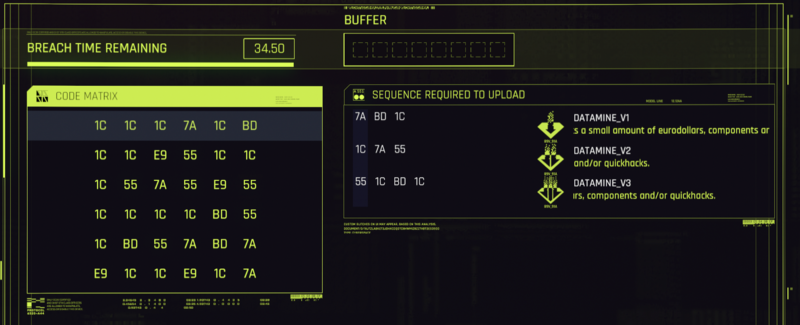 BUFFER
BREACH TIME REMAINING 34.50
CODE MATRIX
1C 1C 1C 7A 1C BD
1C 1C E9 55 1C 1C
1C 55 7A 55 E9 55
1C 1C 1C 1C BD 55
1C BD 55 7A BD 7A
E9 1C 1C E9 1C 7A
SEQUENCE REQUIRED TO UPLOAD
7A BD 1C
DATAMINE_V1
s a small amount of eurodollars, components ar
1C 7A 55
DATAMINE_V2
and/or quickhacks.
55 1C BD 1C
DATAMINE_V3
rs, components and/or quickhacks.